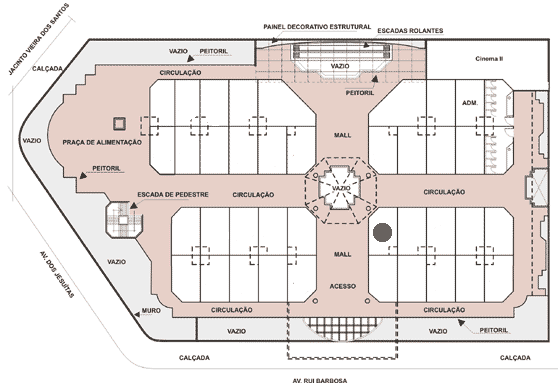 PAINEL DECORATIVO ESTRUTURAL
ESCADAS ROLANTES
JACINTO VIEIRA DOS SANTOS
CALÇADA
VAZIO
PEITORIL
VAZIO
Cinema II
CIRCULAÇÃO
PEITORIL
ADM.
VAZIO
PRAÇA DE ALIMENTAÇÃO
MALL
PEITORIL
ESCADA DE PEDESTRE
CIRCULAÇÃO
VAZIO
CIRCULAÇÃO
AV. DOS JESUÍTAS
VAZIO
MALL
ACESSO
MURO
CIRCULAÇÃO
CIRCULAÇÃO
VAZIO
VAZIO
PEITORIL
CALÇADA
CALÇADA
AV. RUI BARBOSA